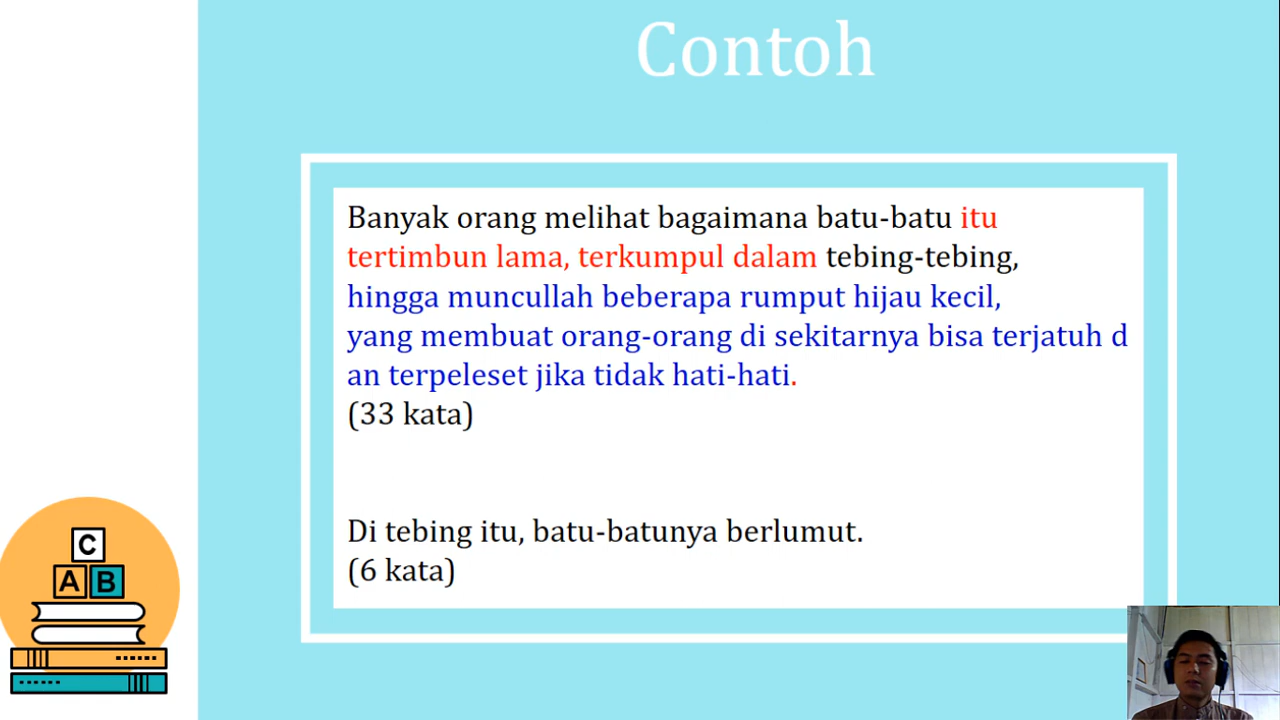 Contoh
Banyak orang melihat bagaimana batu-batu itu
tertimbun lama, terkumpul dalam tebing-tebing,
hingga muncullah beberapa rumput hijau kecil,
yang membuat orang-orang di sekitarnya bisa terjatuh d
an terpeleset jika tidak hati-hati.
(33 kata)
Di tebing itu, batu-batunya berlumut.
(6 kata)
C
A B